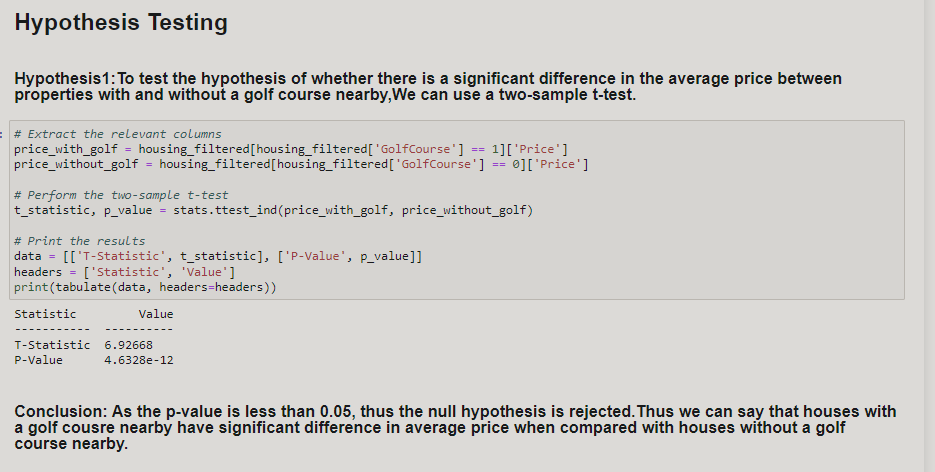 Hypothesis Testing
Hypothesis1:To test the hypothesis of whether there is a significant difference in the average price between
properties with and without a golf course nearby,We can use a two-sample t-test.
# Extract the relevant columns
price_with_golf = housing_filtered[housing_filtered['GolfCourse'] == 1]['Price']
price_without_golf = housing_filtered[housing_filtered['GolfCourse'] == 0]['Price']
# Perform the two-sample t-test
t_statistic, p_value = stats.ttest_ind(price_with_golf, price_without_golf)
# Print the results
data = [['T-Statistic', t_statistic], ['P-Value', p_value]]
headers = ['Statistic', 'Value']
print(tabulate(data, headers=headers))
Statistic Value
----------- ----------
T-Statistic 6.92668
P-Value 4.6328e-12
Conclusion: As the p-value is less than 0.05, thus the null hypothesis is rejected.Thus we can say that houses with
a golf cousre nearby have significant difference in average price when compared with houses without a golf
course nearby.